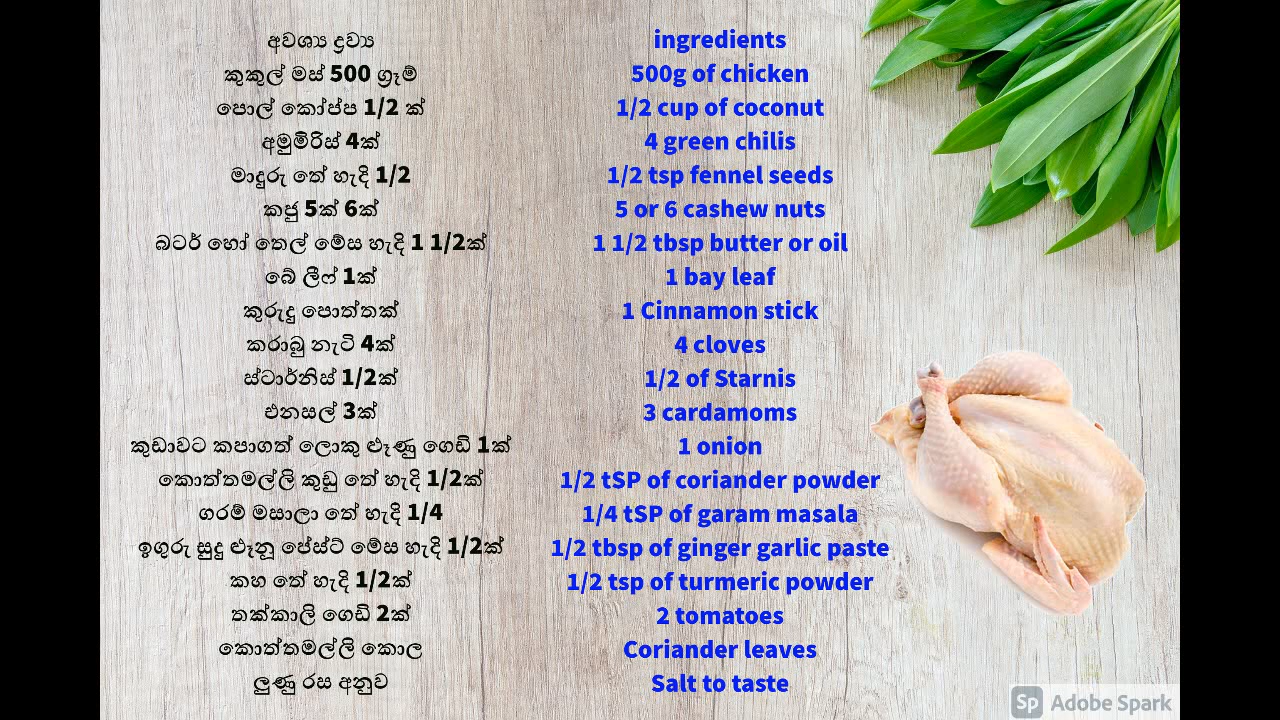 අවශ්‍ය ද්‍රව්‍ය
කුකුල් මස් 500 ග්‍රෑම්
පොල් කෝප්ප 1/2 ක්
අමුමිරිස් 4ක්
මාදුරු තේ හැදි 1/2
කජු 5ක් 6ක්
බටර් හෝ තෙල් මේස හැදි 1 1/2ක්
බේ ලීෆ් 1ක්
කුරුදු පොත්තක්
කරාබු නැටි 4ක්
ස්ටාර්නිස් 1/2ක්
එනසල් 3ක්
කුඩාවට කපාගත් ලොකු ළූණු ගෙඩි 1ක්
කොත්තමල්ලි කුඩු තේ හැදි 1/2ක්
ගරම් මසාලා තේ හැදි 1/4
ඉගුරු සුදු ළූනූ පේස්ට් මේස හැදි 1/2ක්
කහ තේ හැදි 1/2ක්
තක්කාලි ගෙඩි 2ක්
කොත්තමල්ලි කොල
ලුණු රස අනුව
ingredients
500g of chicken
1/2 cup of coconut
4 green chilis
1/2 tsp fennel seeds
5 or 6 cashew nuts
1 1/2 tbsp butter or oil
1 bay leaf
1 Cinnamon stick
4 cloves
1/2 of Starnis
3 cardamoms
1 onion
1/2 tSP of coriander powder
1/4 tSP of garam masala
1/2 tbsp of ginger garlic paste
1/2 tsp of turmeric powder
2 tomatoes
Coriander leaves
Salt to taste
Sp Adobe Spark